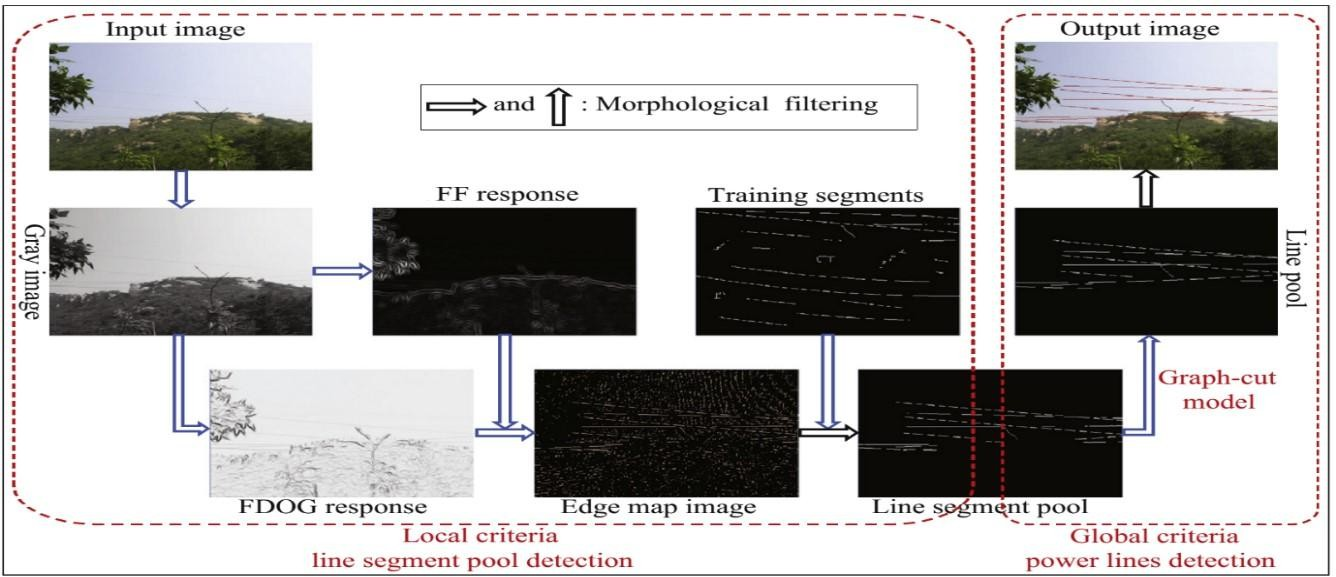 Input image
Output image
and : Morphological filtering
Gray image
FF response
Training segments
Line pool
Graph-cut
model
FDOG response
Edge map image
Line segment pool
Local criteria
line segment pool detection
Global criteria
power lines detection